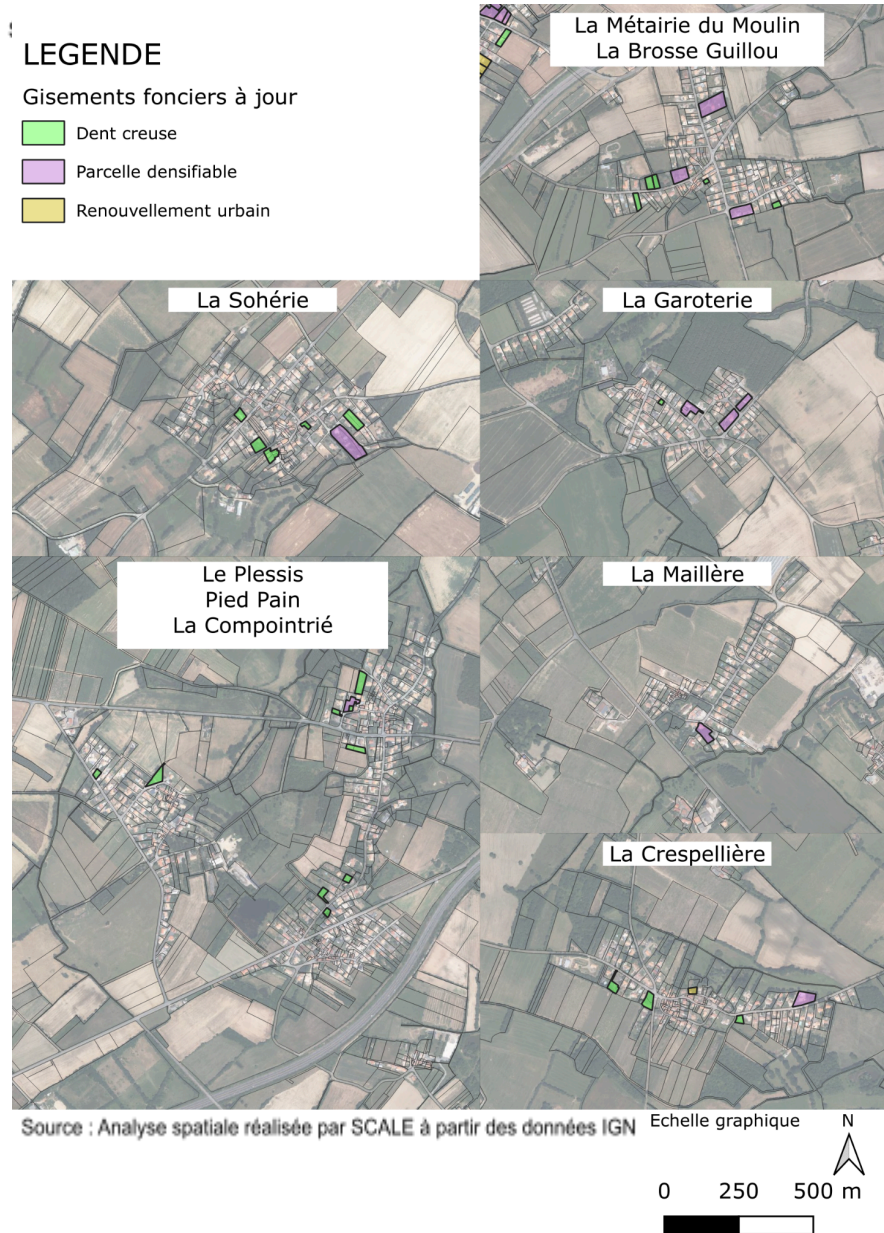 LEGENDE
Gisements fonciers à jour
Dent creuse
Parcelle densifiable
Renouvellement urbain
La Métairie du Moulin
La Brosse Guillou
La Sohérie
La Garoterie
Le Plessis
Pied Pain
La Compointrié
La Maillère
La Crespellière
Source : Analyse spatiale réalisée par SCALE à partir des données IGN
Echelle graphique
N
0 250 500 m